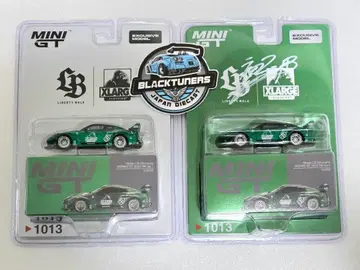 MINI
GT
EXCLUSIVE
MODEL
LB
LIBERTY WALK
XLARGE
BLACKTUNERS
JAPAN DIECAST
MINI
GT
1013
MINI
GT
EXCLUSIVE
MODEL
LB
LIBERTY WALK
XLARGE
MINI
GT
1013